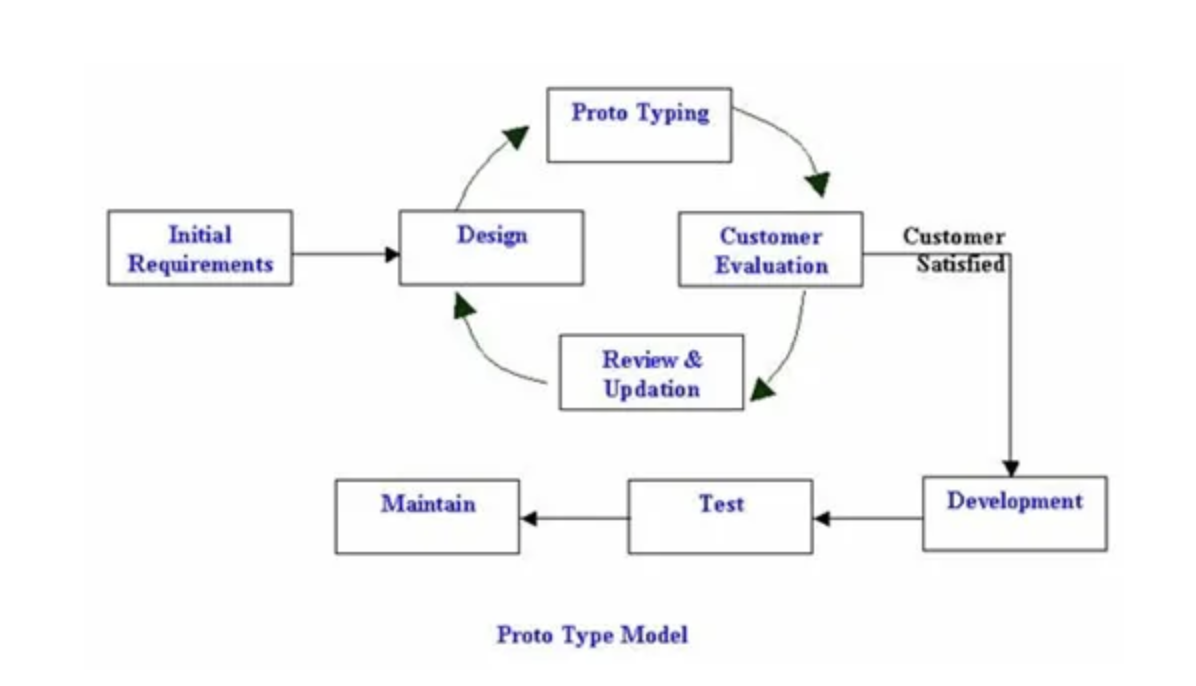 Proto Typing
Initial
Requirements
Design
Customer
Evaluation
Customer
Satisfied
Review &
Updation
Maintain
Test
Development
Proto Type Model